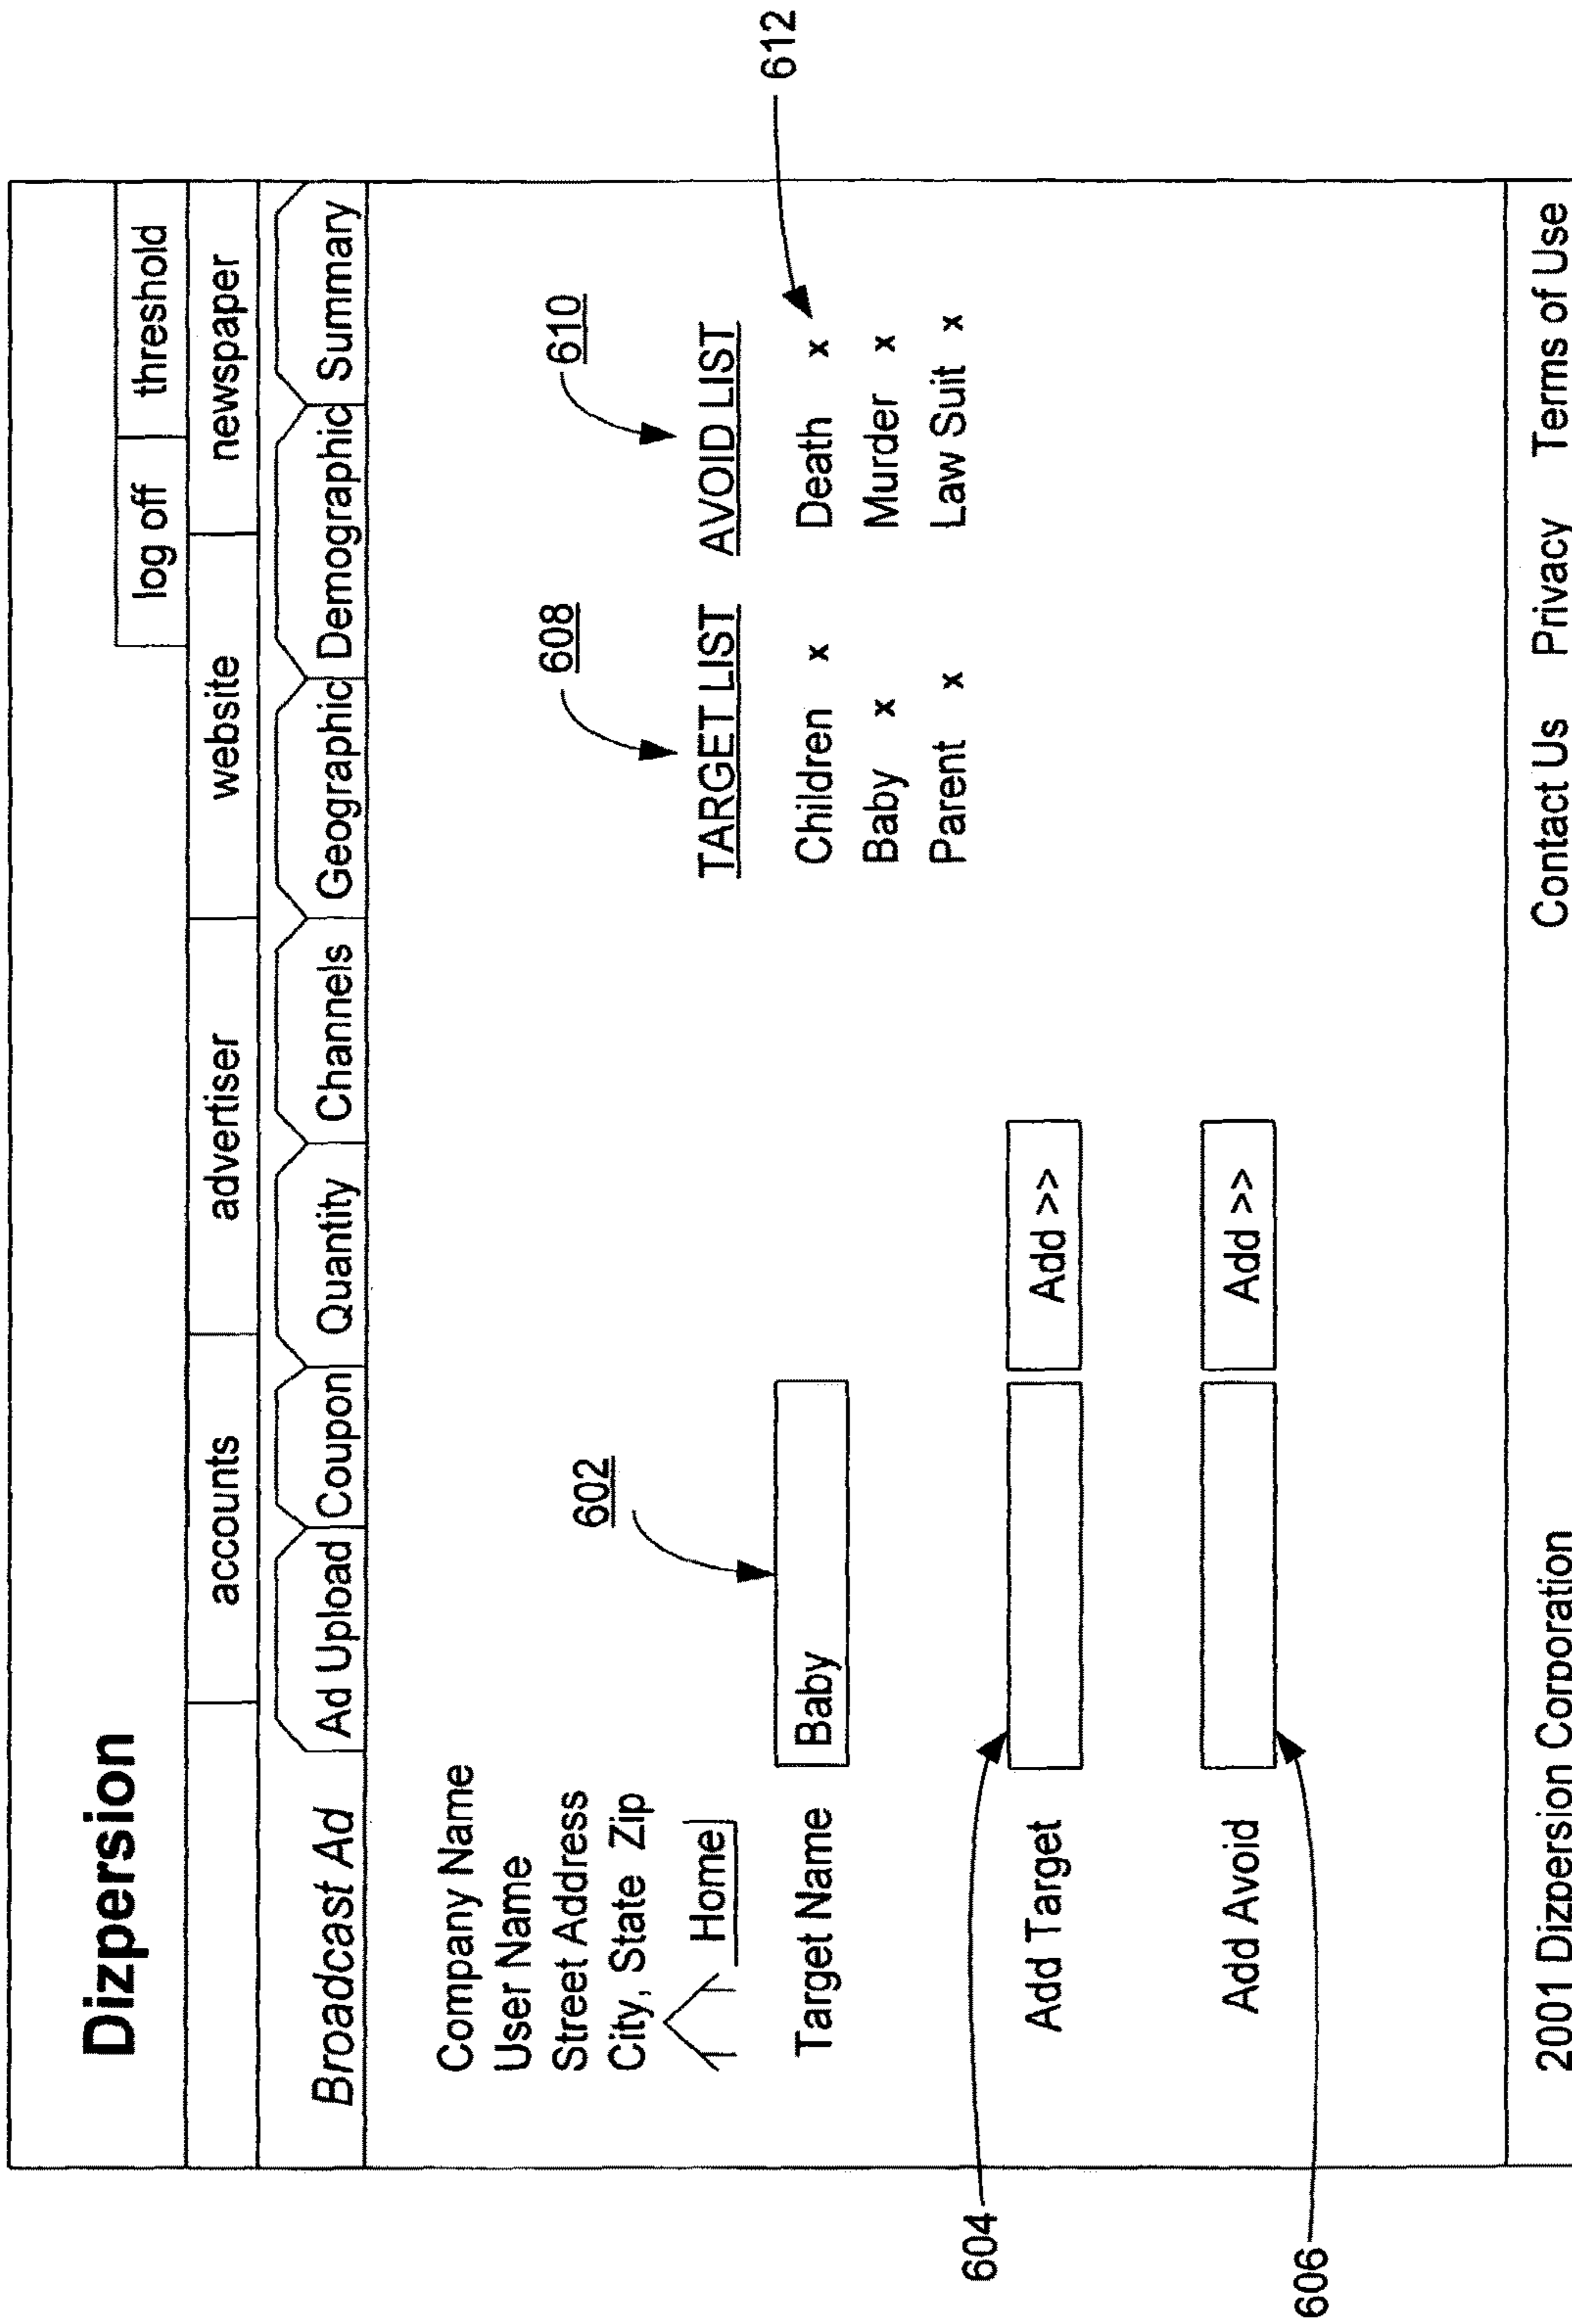 Dizpersion
log off threshold
accounts advertiser website newspaper
Broadcast Ad Ad Upload Coupon Quantity Channels Geographic Demographic Summary
Company Name
User Name
Street Address
City, State Zip
Home
602
608
610
612
TARGET LIST AVOID LIST
Target Name Baby
Children x Death x
Baby x Murder x
Parent x Law Suit x
604
Add Target Add >>
Add Avoid Add >>
606
2001 Dizpersion Corporation Contact Us Privacy Terms of Use